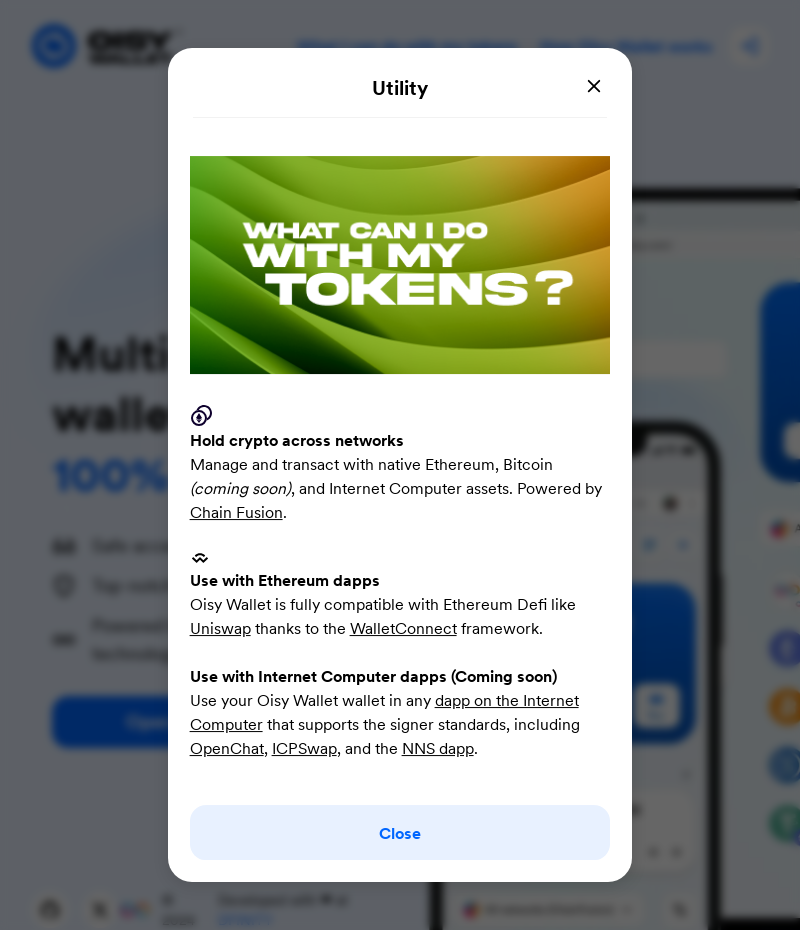 OISY
WALLET
Utility
WHAT CAN I DO
WITH MY
TOKENS?
Hold crypto across networks
Manage and transact with native Ethereum, Bitcoin
(coming soon), and Internet Computer assets. Powered by
Chain Fusion.
Use with Ethereum dapps
Oisy Wallet is fully compatible with Ethereum Defi like
Uniswap thanks to the WalletConnect framework.
Use with Internet Computer dapps (Coming soon)
Use your Oisy Wallet wallet in any dapp on the Internet
Computer that supports the signer standards, including
OpenChat, ICPSwap, and the NNS dapp.
Close
100%